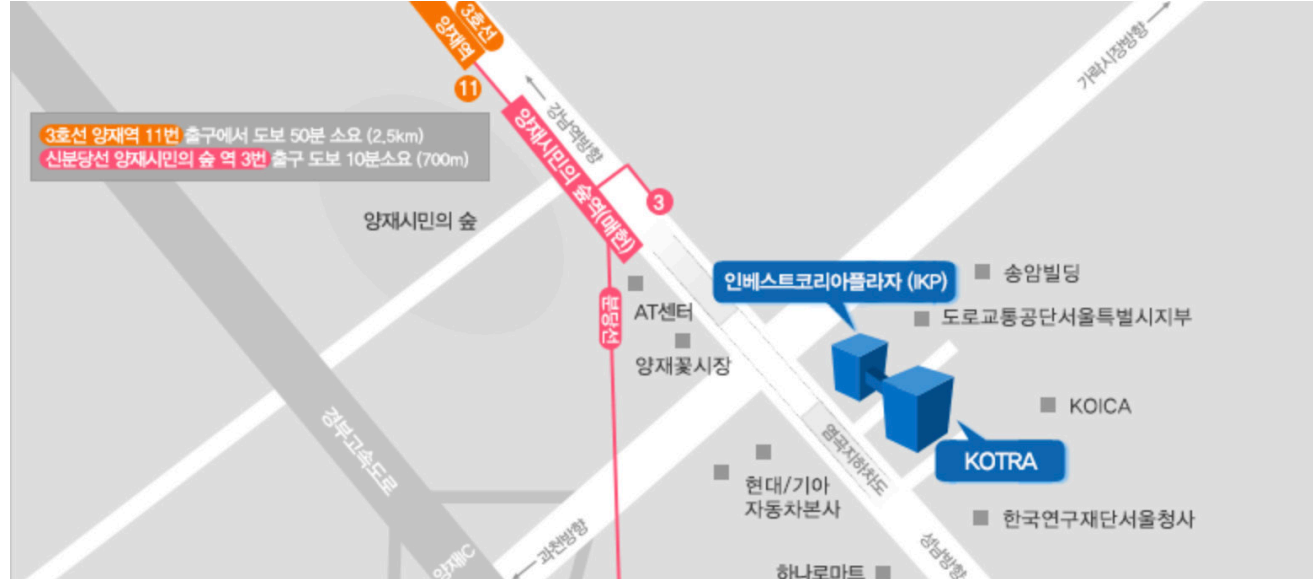 3호선
양재역
11
강남역방향
가락시장방향
3호선 양재역 11번 출구에서 도보 50분 소요 (2.5km)
신분당선 양재시민의 숲 역 3번 출구 도보 10분소요 (700m)
양재시민의 숲역(매헌)
3
양재시민의 숲
인베스트코리아플라자 (IKP)
송암빌딩
분당선
AT센터
도로교통공단서울특별시지부
양재꽃시장
KOICA
경부고속도로
염곡지하차도
KOTRA
현대/기아
자동차본사
한국연구재단서울청사
과천방향
성남방향
양재IC
하나로마트